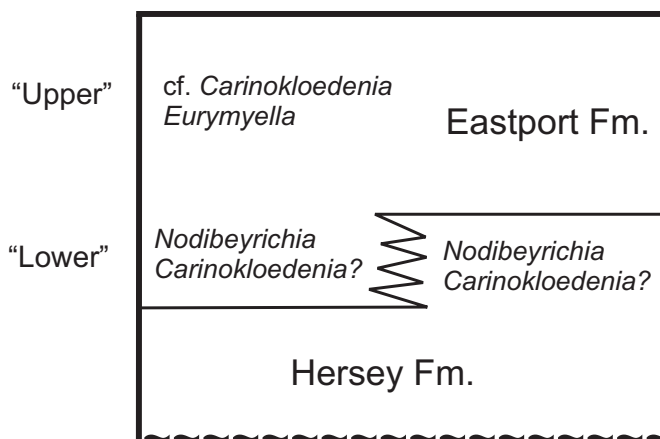 “Upper”
cf. Carinokloedenia
Eurymyella
Eastport Fm.
“Lower”
Nodibeyrichia
Carinokloedenia?
Nodibeyrichia
Carinokloedenia?
Hersey Fm.